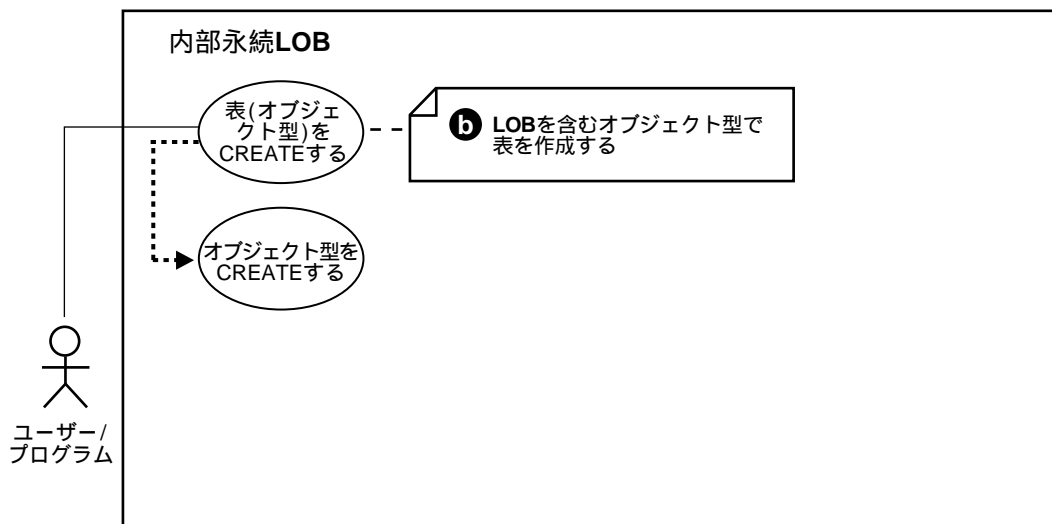 内部永続LOB
表(オブジェ
クト型)を
CREATEする
b LOBを含むオブジェクト型で
表を作成する
オブジェクト型を
CREATEする
ユーザー/
プログラム